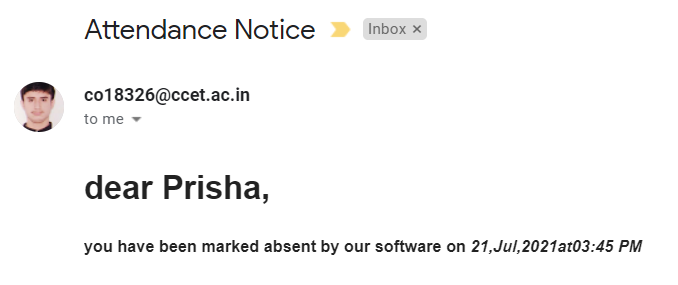 Attendance Notice Inbox ×
co18326@ccet.ac.in
to me
dear Prisha,
you have been marked absent by our software on 21,Jul,2021at03:45 PM